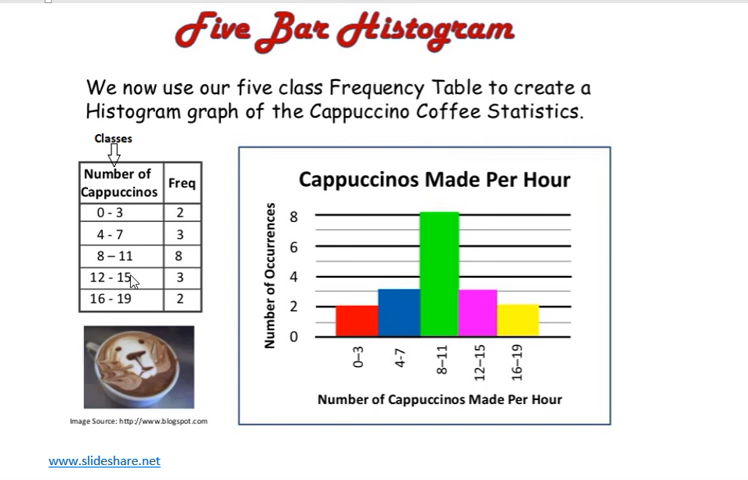 Five Bar Histogram
We now use our five class Frequency Table to create a
Histogram graph of the Cappuccino Coffee Statistics.
Classes
Number of Cappuccinos Freq
0 - 3 2
4 - 7 3
8 – 11 8
12 - 15 3
16 - 19 2
Image Source: http://www.blogspot.com
Cappuccinos Made Per Hour
Number of Occurrences
8
6
4
2
0
0–3
4-7
8–11
12–15
16–19
Number of Cappuccinos Made Per Hour
www.slideshare.net